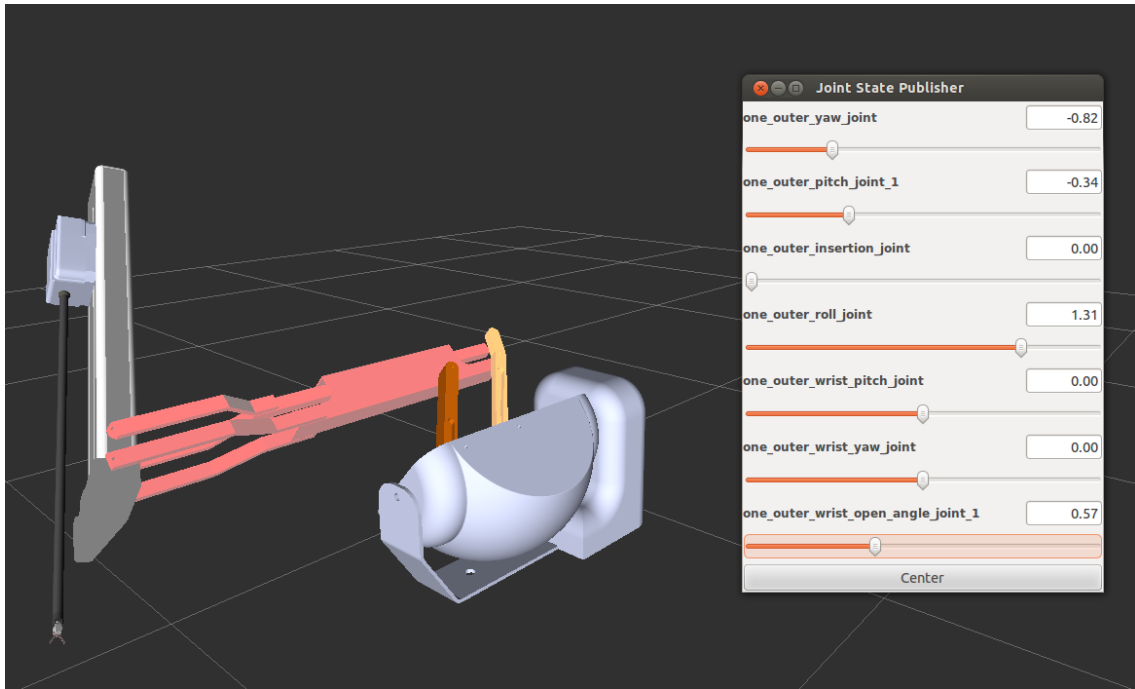 Joint State Publisher
one_outer_yaw_joint -0.82
one_outer_pitch_joint_1 -0.34
one_outer_insertion_joint 0.00
one_outer_roll_joint 1.31
one_outer_wrist_pitch_joint 0.00
one_outer_wrist_yaw_joint 0.00
one_outer_wrist_open_angle_joint_1 0.57
Center